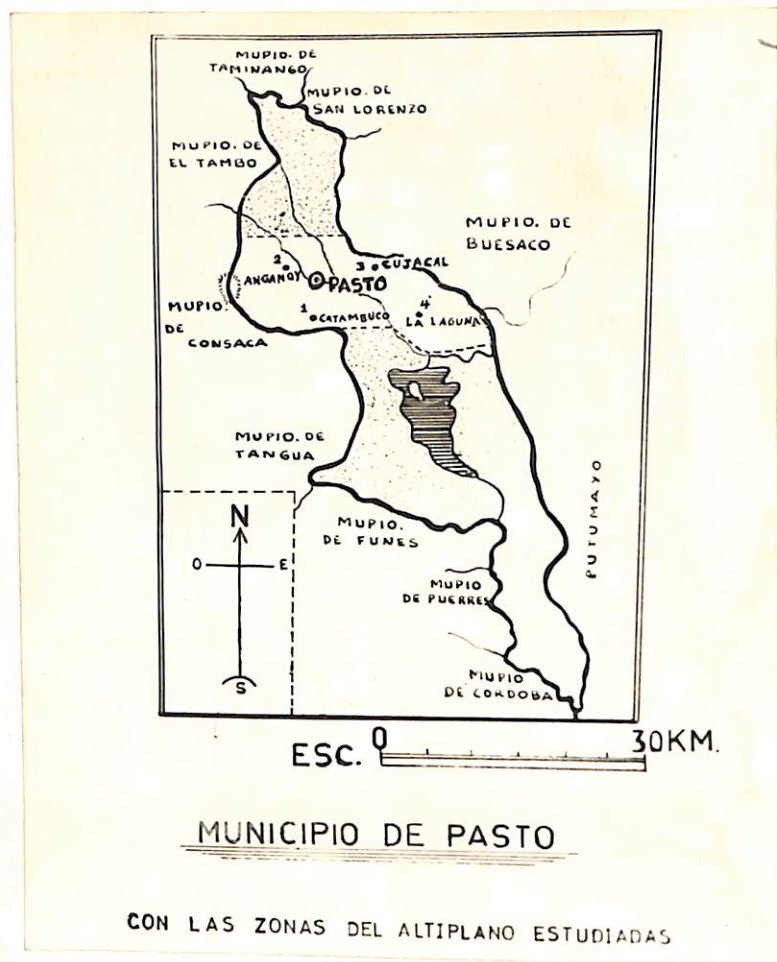 MUPIO. DE
TAMINANGO
MUPIO. DE
SAN LORENZO
MUPIO. DE
EL TAMBO
MUPIO. DE
BUESACO
2
ANGANOY
3 CUJACAL
PASTO
MUPIO.
DE CONSACA
1
CATAMBUCO
4
LA LAGUNA
MUPIO. DE
TANGUA
PUTUMAYO
N
O E
S
MUPIO.
DE FUNES
MUPIO
DE PUERRES
MUPIO
DE CORDOBA
ESC. 0 30KM.
MUNICIPIO DE PASTO
CON LAS ZONAS DEL ALTIPLANO ESTUDIADAS